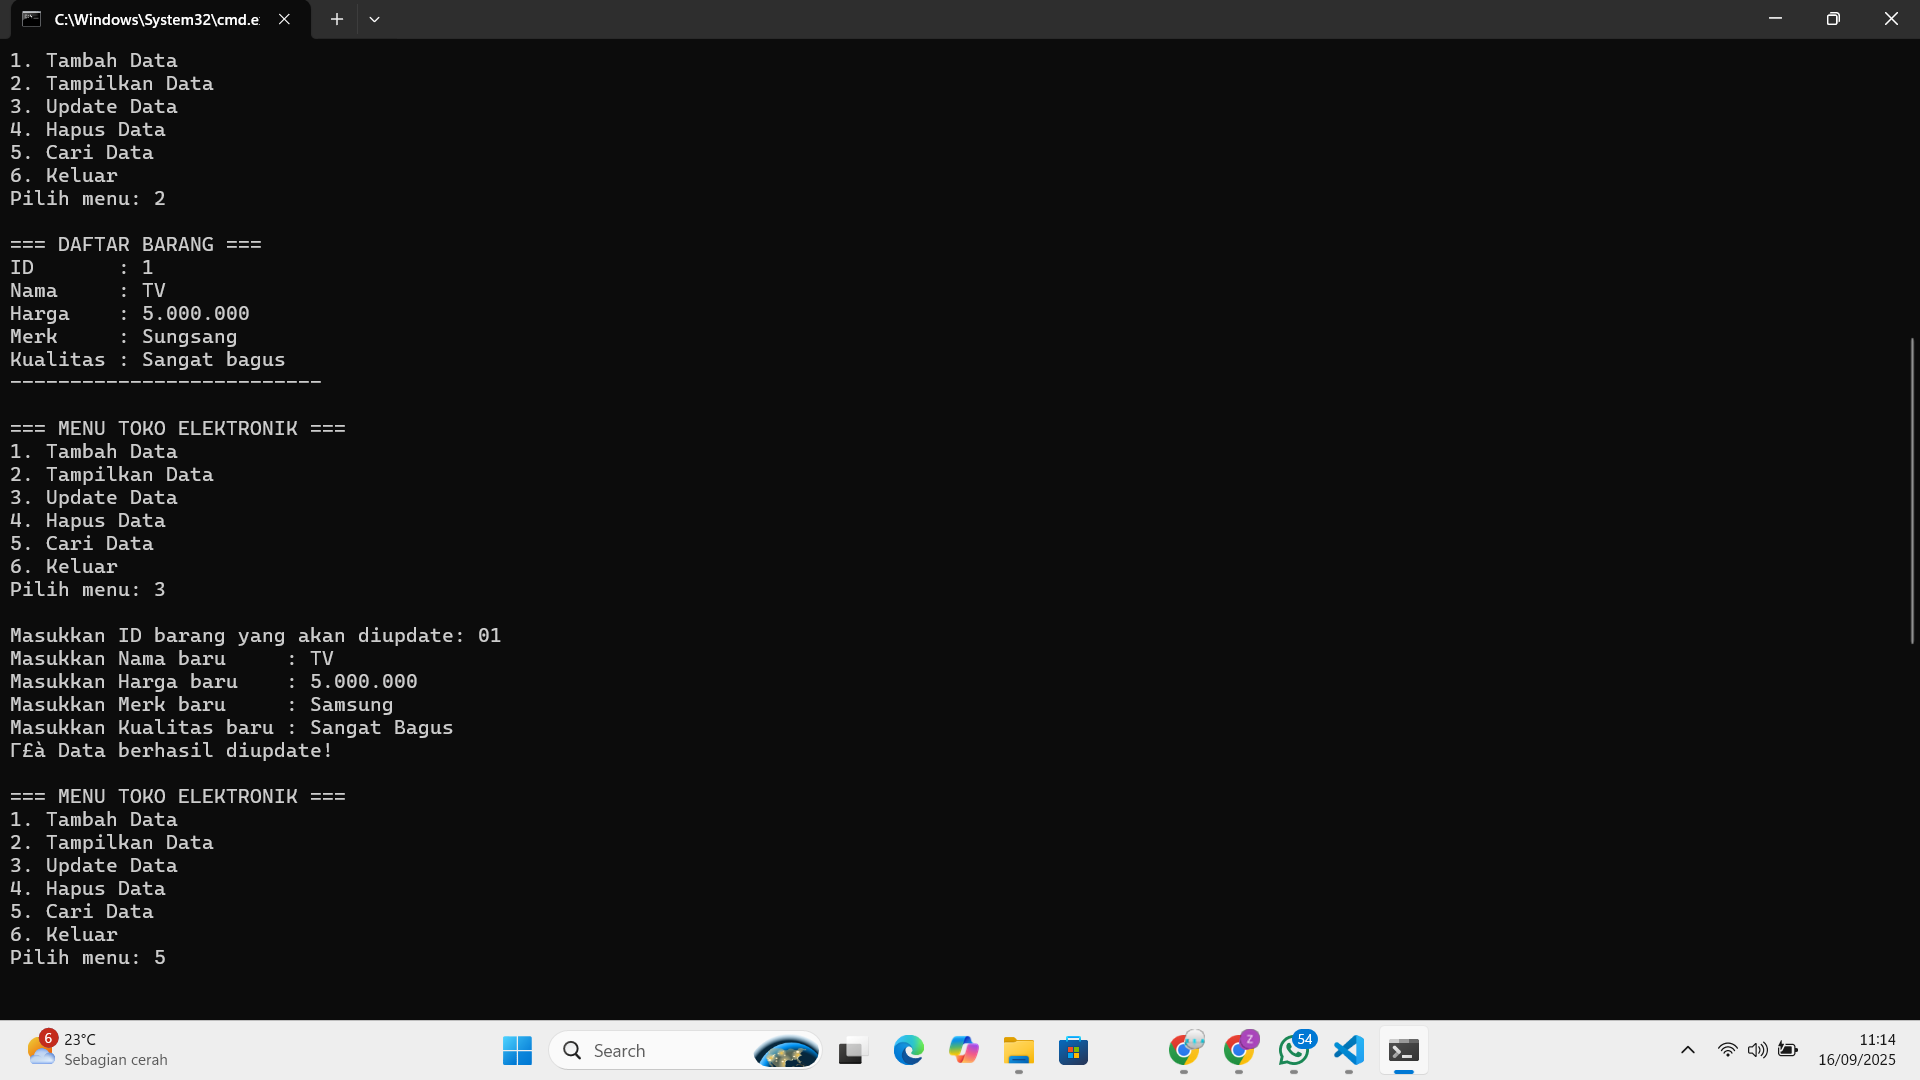 C:\Windows\System32\cmd.e
1. Tambah Data
2. Tampilkan Data
3. Update Data
4. Hapus Data
5. Cari Data
6. Keluar
Pilih menu: 2
=== DAFTAR BARANG ===
ID       : 1
Nama     : TV
Harga    : 5.000.000
Merk     : Sungsang
Kualitas : Sangat bagus
--------------------------
=== MENU TOKO ELEKTRONIK ===
1. Tambah Data
2. Tampilkan Data
3. Update Data
4. Hapus Data
5. Cari Data
6. Keluar
Pilih menu: 3
Masukkan ID barang yang akan diupdate: 01
Masukkan Nama baru     : TV
Masukkan Harga baru    : 5.000.000
Masukkan Merk baru     : Samsung
Masukkan Kualitas baru : Sangat Bagus
Γ£à Data berhasil diupdate!
=== MENU TOKO ELEKTRONIK ===
1. Tambah Data
2. Tampilkan Data
3. Update Data
4. Hapus Data
5. Cari Data
6. Keluar
Pilih menu: 5
6
23°C
Sebagian cerah
Search
Z
54
11:14
16/09/2025